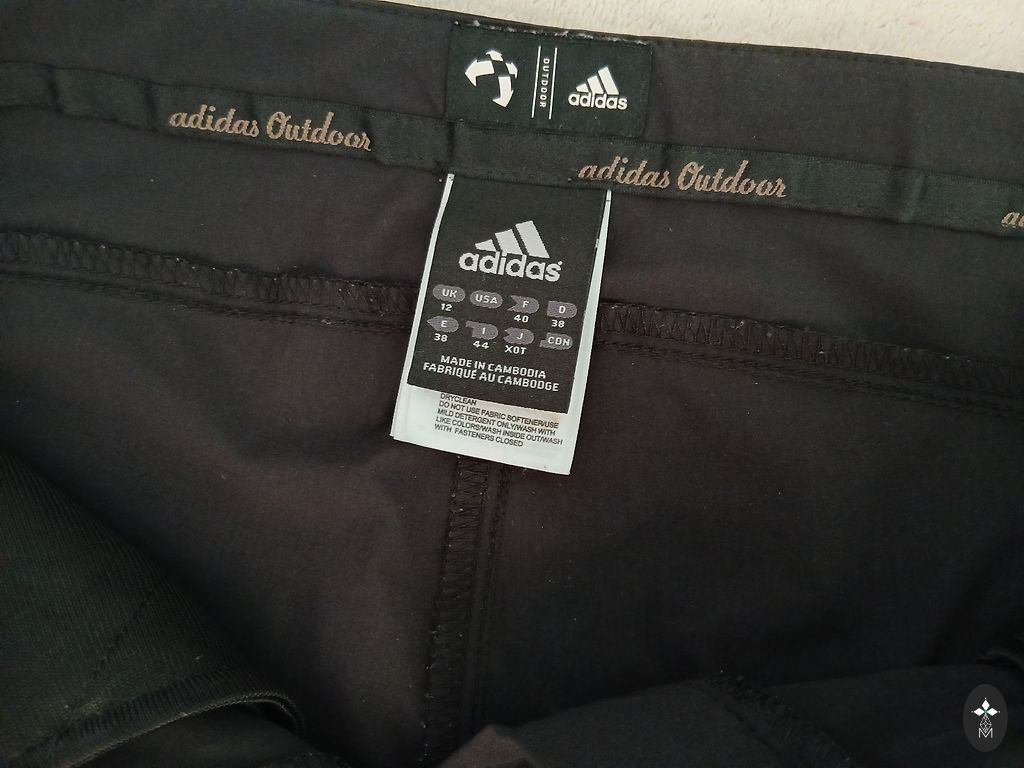 OUTDOOR
adidas
adidas Outdoor
adidas Outdoor
adidas
UK USA F D
12 40 38
E I J CDN
38 44 XOT
MADE IN CAMBODIA
FABRIQUÉ AU CAMBODGE
DRYCLEAN
DO NOT USE FABRIC SOFTENER/USE
MILD DETERGENT ONLY/WASH WITH
LIKE COLORS/WASH INSIDE OUT/WASH
WITH FASTENERS CLOSED
M